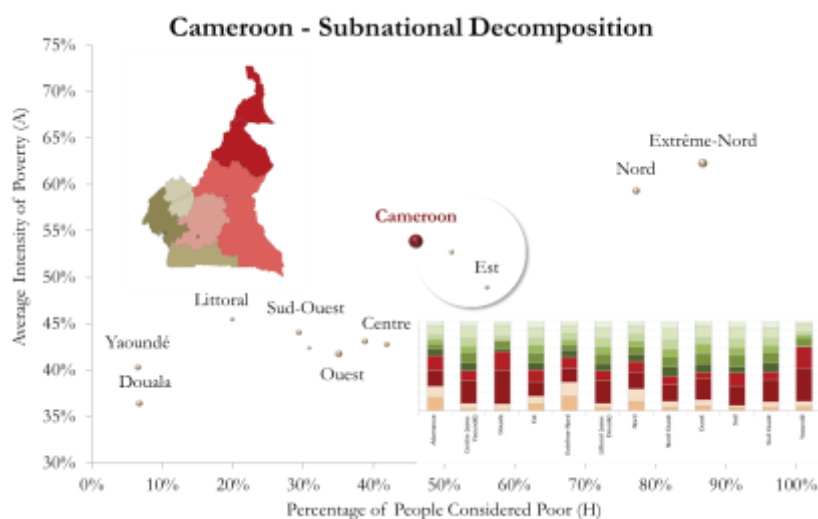 Cameroon - Subnational Decomposition
Average Intensity of Poverty (A)
75%
70%
65%
60%
55%
50%
45%
40%
35%
30%
Extrême-Nord
Nord
Cameroon
Est
Littoral
Sud-Ouest
Centre
Yaoundé
Ouest
Douala
0%
10%
20%
30%
40%
50%
60%
70%
80%
90%
100%
Percentage of People Considered Poor (H)